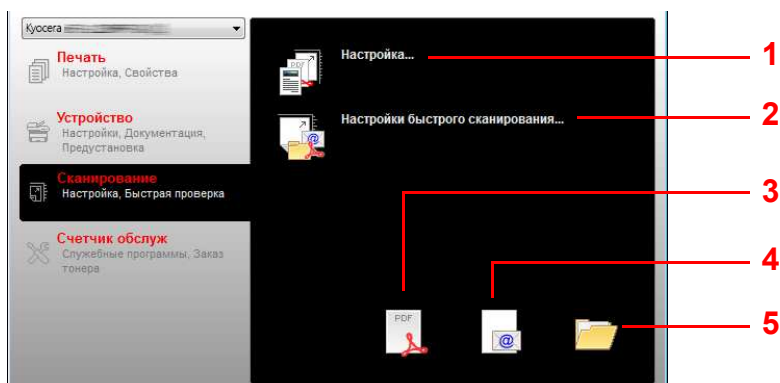 Kyocera
Печать
Настройка, Свойства
Устройство
Настройки, Документация,
Предустановка
Сканирование
Настройка, Быстрая проверка
Счетчик обслуж
Служебные программы, Заказ
тонера
Настройка...
1
Настройки быстрого сканирования...
2
3
4
5
PDF
PDF
@
@